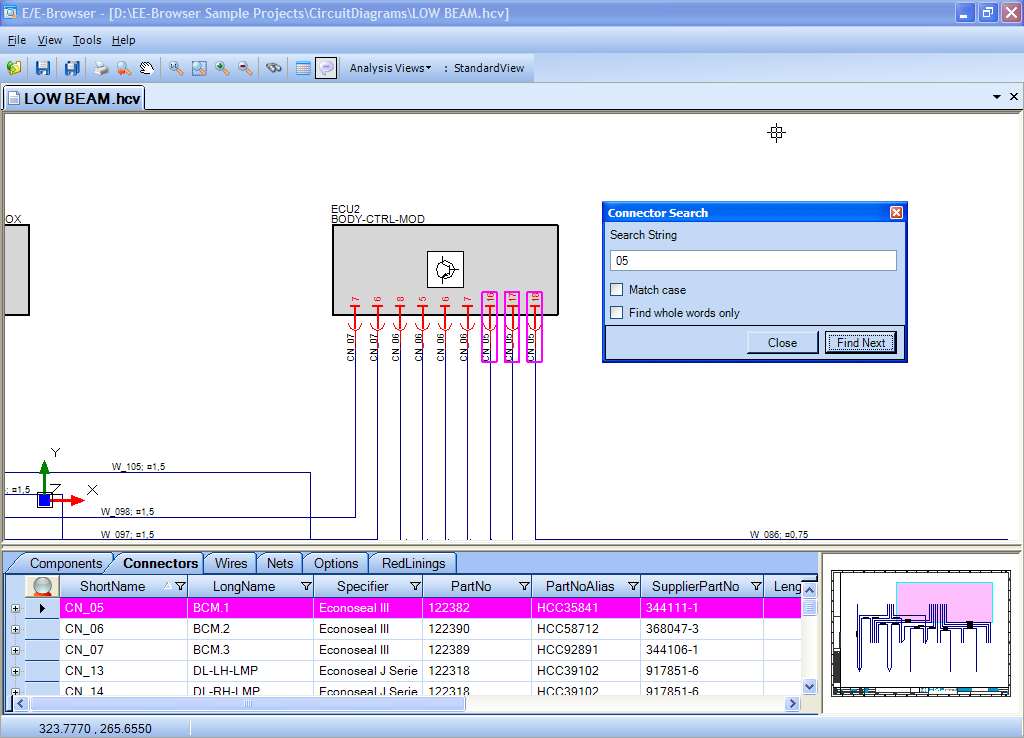 E/E-Browser - [D:\EE-Browser Sample Projects\CircuitDiagrams\LOW BEAM.hcv]
File View Tools Help
Analysis Views : StandardView
LOW BEAM.hcv
OX
ECU2
BODY-CTRL-MOD
7 6 8 5 6 7 16 17 18
CN_07 CN_07 CN_06 CN_06 CN_06 CN_06 CN_05 CN_05 CN_05
Connector Search
Search String
05
Match case
Find whole words only
Close Find Next
Y
Z X
W_105; ¤1,5
; ¤1,5
W_098; ¤1,5
W_097; ¤1,5
W_086; ¤0,75
Components Connectors Wires Nets Options RedLinings
ShortName LongName Specifier PartNo PartNoAlias SupplierPartNo Leng
CN_05 BCM.1 Econoseal III 122382 HCC35841 344111-1
CN_06 BCM.2 Econoseal III 122390 HCC58712 368047-3
CN_07 BCM.3 Econoseal III 122389 HCC92891 344106-1
CN_13 DL-LH-LMP Econoseal J Serie 122318 HCC39102 917851-6
CN_14 DL-RH-LMP Econoseal J Serie 122318 HCC39102 917851-6
323.7770 , 265.6550